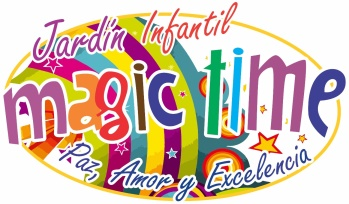 Jardín Infantil
magic time
Paz, Amor y Excelencia